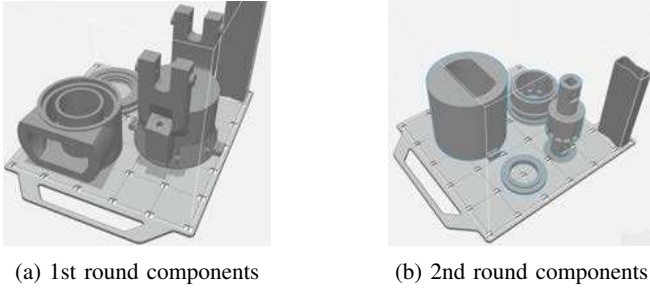 (a) 1st round components
(b) 2nd round components